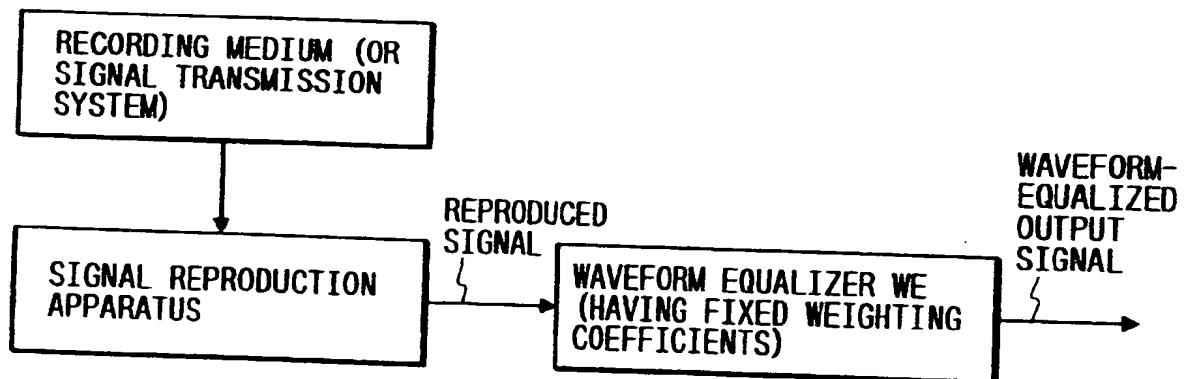 RECORDING MEDIUM (OR
SIGNAL TRANSMISSION
SYSTEM)
SIGNAL REPRODUCTION
APPARATUS
REPRODUCED
SIGNAL
WAVEFORM EQUALIZER WE
(HAVING FIXED WEIGHTING
COEFFICIENTS)
WAVEFORM-
EQUALIZED
OUTPUT
SIGNAL